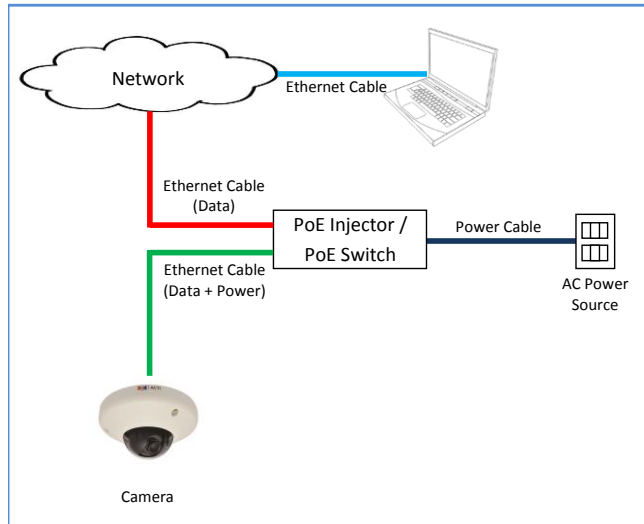 Network
Ethernet Cable
Ethernet Cable
(Data)
PoE Injector /
PoE Switch
Power Cable
AC Power
Source
Ethernet Cable
(Data + Power)
Camera